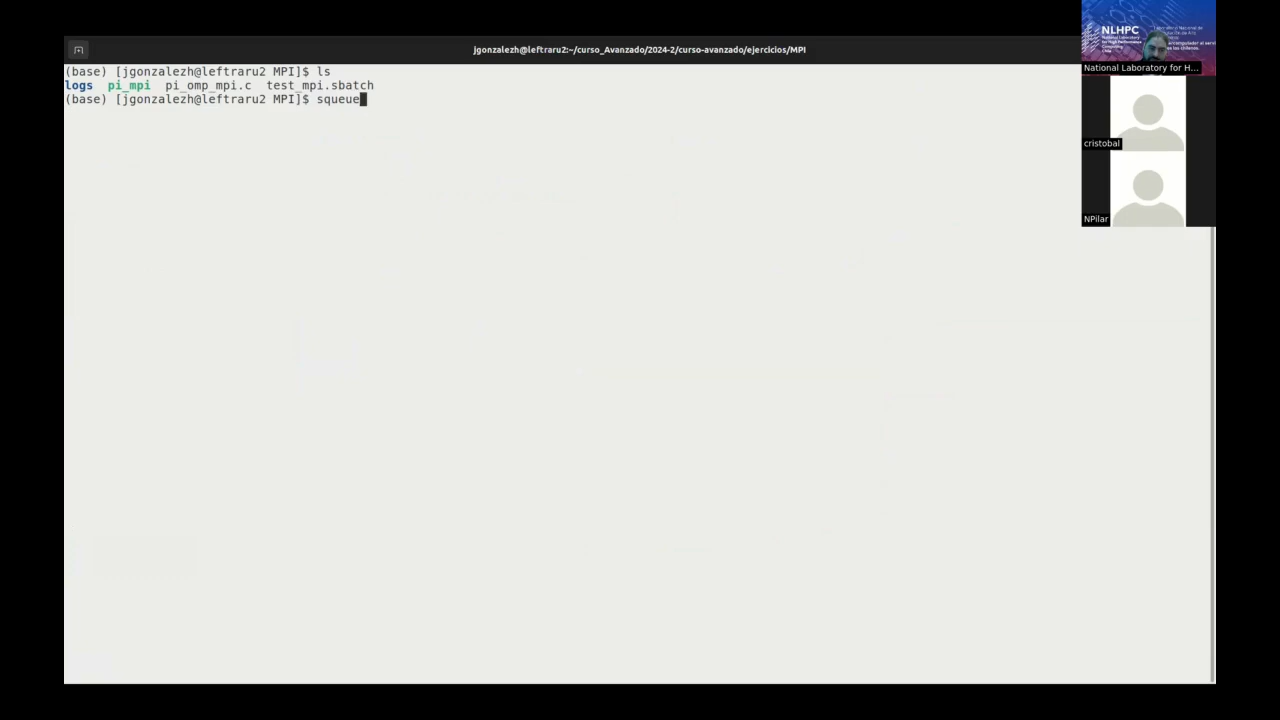 jgonzalezh@leftraru2:~/curso_Avanzado/2024-2/curso-avanzado/ejercicios/MPI
(base) [jgonzalezh@leftraru2 MPI]$ ls
logs  pi_mpi  pi_omp_mpi.c  test_mpi.sbatch
(base) [jgonzalezh@leftraru2 MPI]$ squeue
NLHPC
National Laboratory for H...
cristobal
NPilar